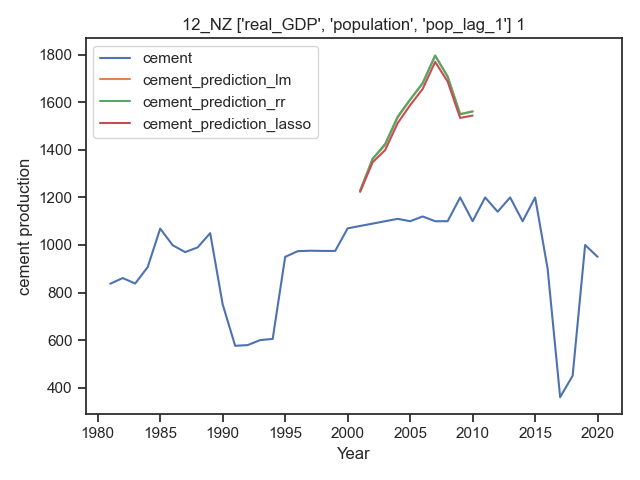 12_NZ ['real_GDP', 'population', 'pop_lag_1'] 1
cement
cement_prediction_lm
cement_prediction_rr
cement_prediction_lasso
cement production
1800
1600
1400
1200
1000
800
600
400
1980 1985 1990 1995 2000 2005 2010 2015 2020
Year